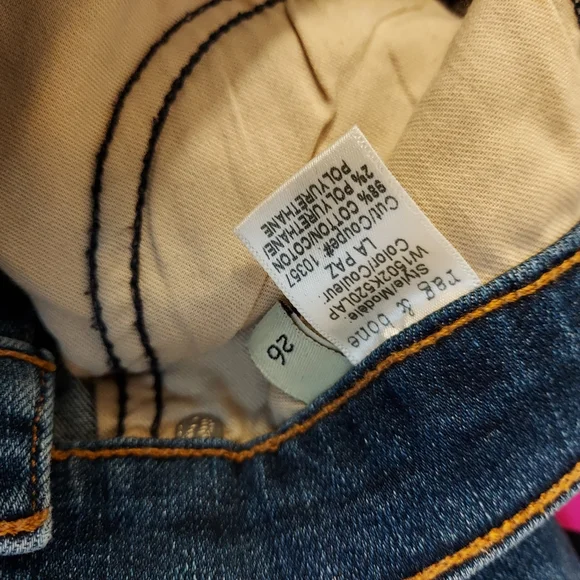 rag & bone
Style/Modèle
W1502K520LAP
Color/Couleur
LA PAZ
Cut/Coupe# 10357
98% COTTON/COTON
2% POLYURETHANE/
POLYURÉTHANE
26